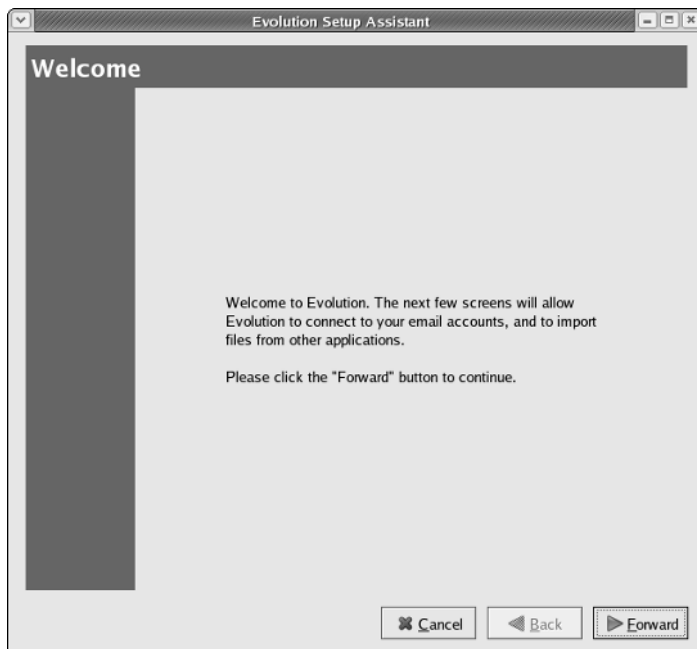 Evolution Setup Assistant
Welcome
Welcome to Evolution. The next few screens will allow
Evolution to connect to your email accounts, and to import
files from other applications.
Please click the "Forward" button to continue.
Cancel
Back
Forward